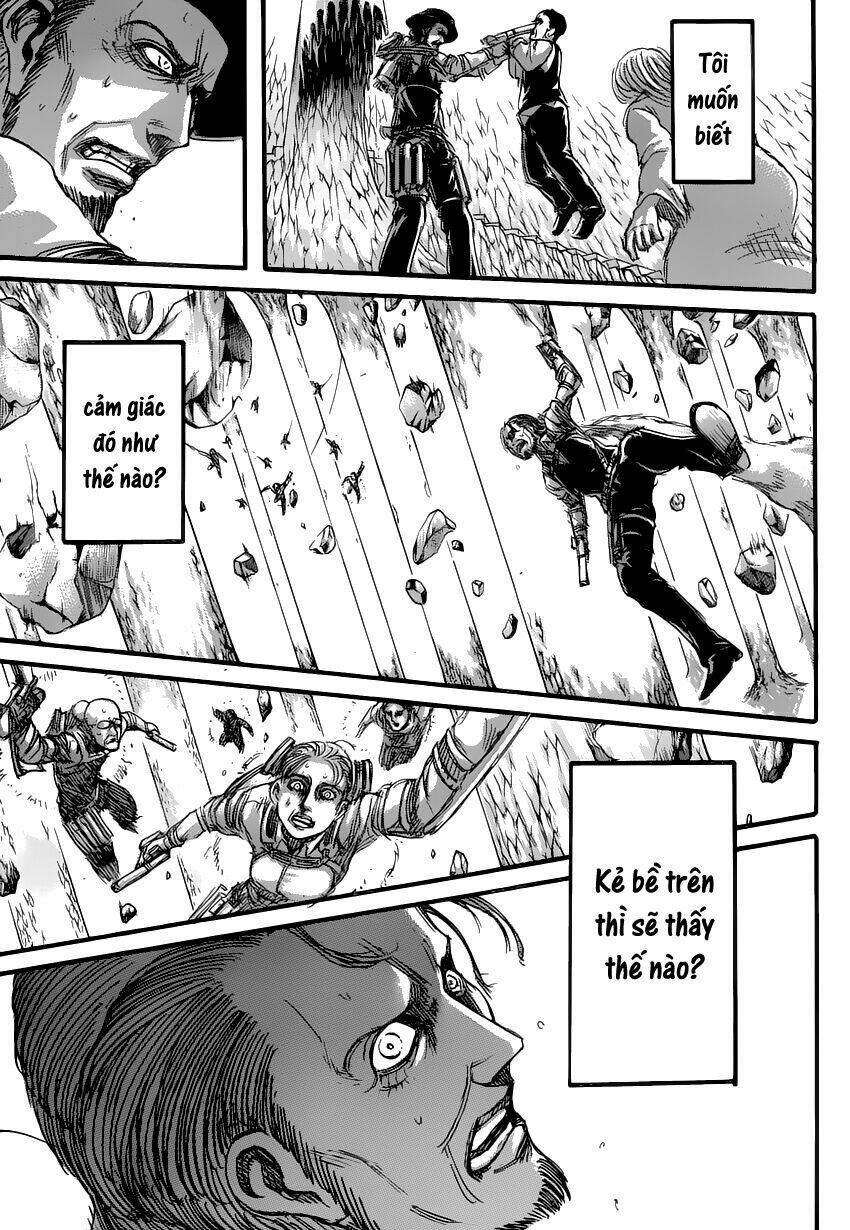 Tôi
muốn
biết
cảm giác
đó như
thế nào?
Kẻ bề trên
thì sẽ thấy
thế nào?